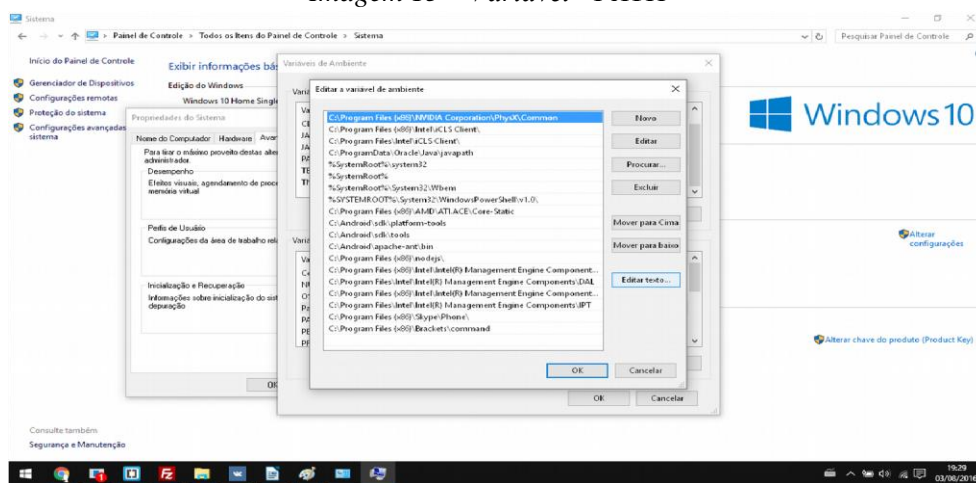 Sistema
Painel de Controle > Todos os Itens do Painel de Controle > Sistema
Pesquisar Painel de Controle
Início do Painel de Controle
Gerenciador de Dispositivos
Configurações remotas
Proteção do sistema
Configurações avançadas
sistema
Exibir informações
Edição do Windows
Windows 10 Home Single
Propriedades do Sistema
Nome do Computador Hardware
Para tirar o máximo proveito destas
administrador.
Desempenho
Efeitos visuais, agendamento de
memória virtual
Perfis de Usuário
Configurações da área de trabalho
Inicialização e Recuperação
Informações sobre inicialização do
depuração
Variáveis de Ambiente
Editar a variável de ambiente
C:\Program Files (x86)\NVIDIA Corporation\PhysX\Common
C:\Program Files (x86)\Intel\iCLS Client\
C:\Program Files\Intel\iCLS Client\
C:\ProgramData\Oracle\Java\javapath
%SystemRoot%\system32
%SystemRoot%
%SystemRoot%\System32\Wbem
%SYSTEMROOT%\System32\WindowsPowerShell\v1.0\
C:\Program Files (x86)\AMD\ATI.ACE\Core-Static
C:\Android\sdk\platform-tools
C:\Android\sdk\tools
C:\Android\apache-ant\bin
C:\Program Files (x86)\nodejs\
C:\Program Files (x86)\Intel\Intel(R) Management Engine Component...
C:\Program Files\Intel\Intel(R) Management Engine Components\DAL
C:\Program Files (x86)\Intel\Intel(R) Management Engine Component...
C:\Program Files\Intel\Intel(R) Management Engine Components\IPT
C:\Program Files (x86)\Skype\Phone\
C:\Program Files (x86)\Brackets\command
Novo
Editar
Procurar...
Excluir
Mover para Cima
Mover para baixo
Editar texto...
OK Cancelar
OK Cancelar
OK
Windows 10
Alterar
configurações
Alterar chave do produto (Product Key)
Consulte também
Segurança e Manutenção
19:29
03/08/2016